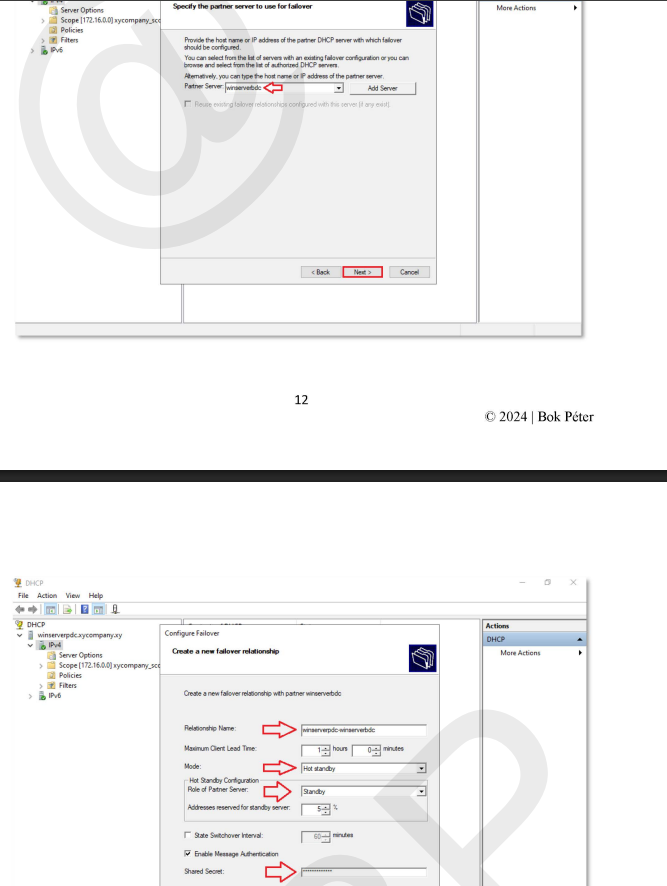 Server Options
Scope [172.16.0.0] xycompany_sco
Policies
Filters
IPv6
Specify the partner server to use for failover
Provide the host name or IP address of the partner DHCP server with which failover
should be configured.
You can select from the list of servers with an existing failover configuration or you can
browse and select from the list of authorized DHCP servers.
Alternatively, you can type the host name or IP address of the partner server.
Partner Server: winserverbdc
Add Server
Reuse existing failover relationships configured with this server (if any exist).
< Back Next > Cancel
More Actions
12
© 2024 | Bok Péter
DHCP
File Action View Help
DHCP
winserverpdc.xycompany.xy
IPv4
Server Options
Scope [172.16.0.0] xycompany_sco
Policies
Filters
IPv6
Configure Failover
Create a new failover relationship
Create a new failover relationship with partner winserverbdc
Relationship Name: winserverpdc-winserverbdc
Maximum Client Lead Time: 1 hours 0 minutes
Mode: Hot standby
Hot Standby Configuration
Role of Partner Server: Standby
Addresses reserved for standby server: 5 %
State Switchover Interval: 60 minutes
Enable Message Authentication
Shared Secret: *************
Actions
DHCP
More Actions